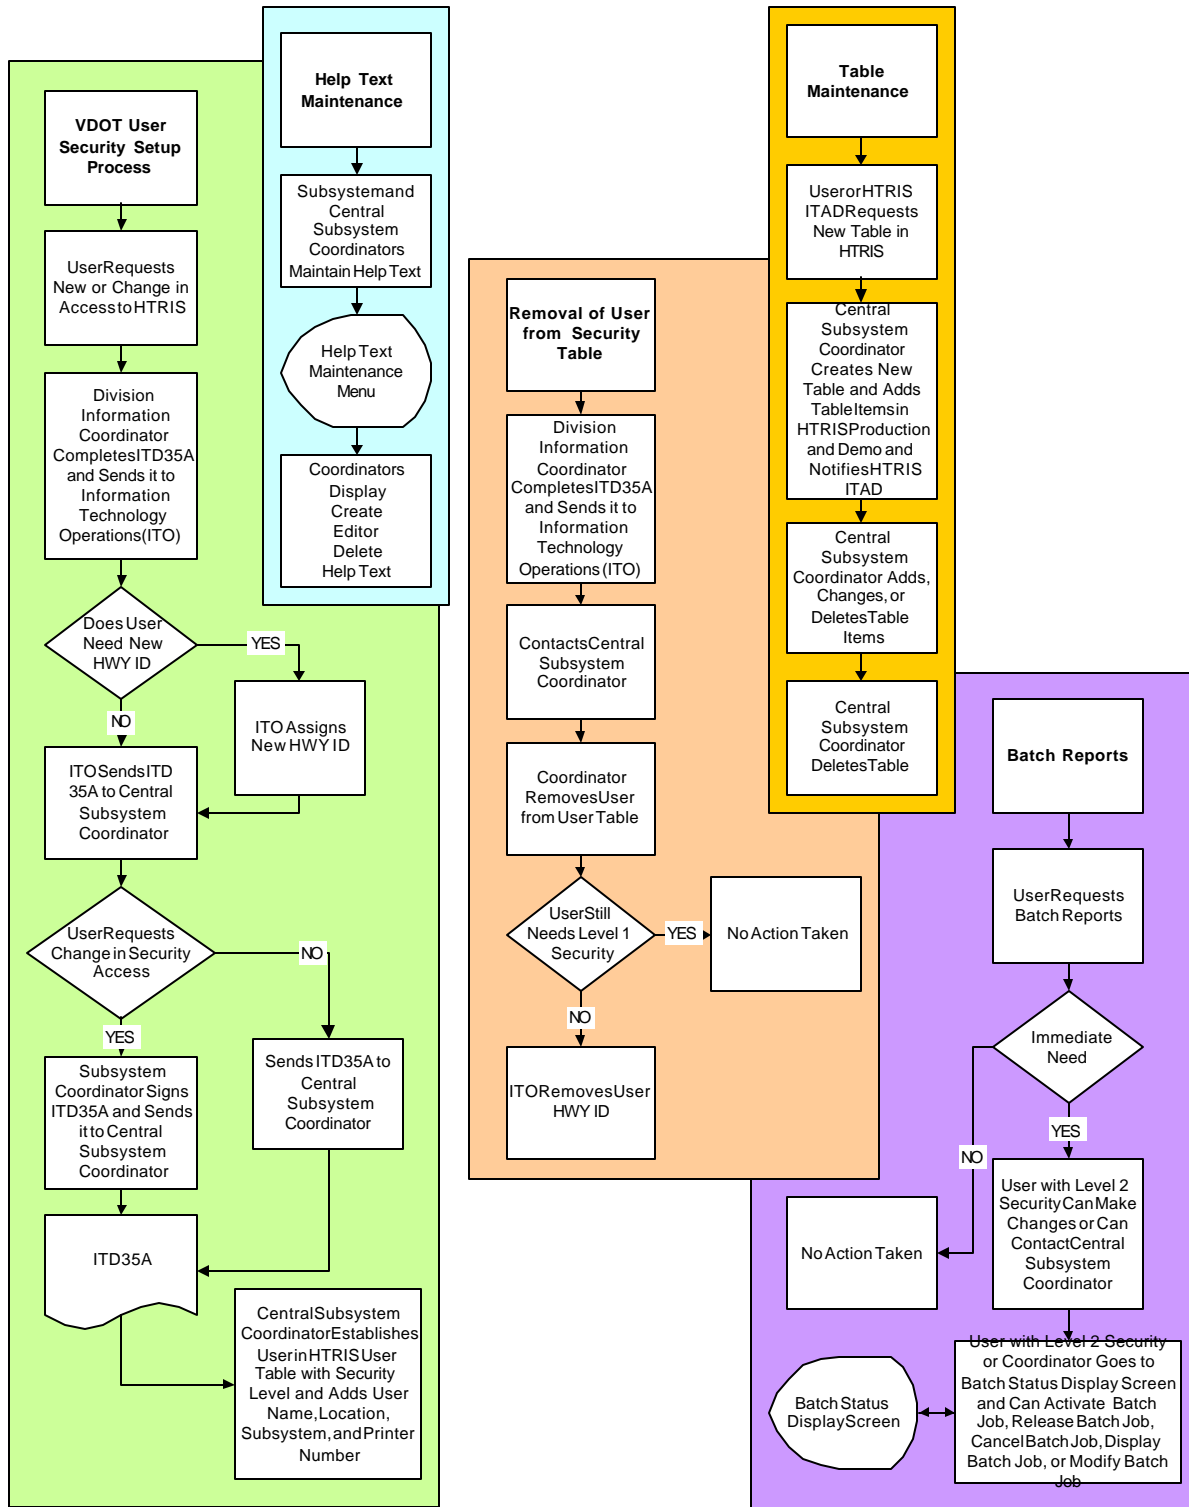 VDOT User
Security Setup
Process
UserRequests
New or Change in
AccesstoHTRIS
Division
Information
Coordinator
CompletesITD35A
and Sends it to
Information
Technology
Operations(ITO)
Does User
Need New
HWY ID
YES
NO
ITO Assigns
New HWY ID
ITO Sends ITD
35A to Central
Subsystem
Coordinator
UserRequests
Change in Security
Access
NO
YES
Subsystem
Coordinator Signs
ITD35A and Sends
it to Central
Subsystem
Coordinator
Sends ITD35A to
Central
Subsystem
Coordinator
ITD35A
CentralSubsystem
CoordinatorEstablishes
UserinHTRISUser
Table with Security
Level and Adds User
Name, Location,
Subsystem, and Printer
Number
Help Text
Maintenance
Subsystemand
Central
Subsystem
Coordinators
Maintain Help Text
Help Text
Maintenance
Menu
Coordinators
Display
Create
Editor
Delete
Help Text
Removal of User
from Security
Table
Division
Information
Coordinator
CompletesITD35A
and Sends it to
Information
Technology
Operations (ITO)
ContactsCentral
Subsystem
Coordinator
Coordinator
RemovesUser
from User Table
UserStill
Needs Level 1
Security
YES
NO
No Action Taken
ITORemovesUser
HWY ID
Table
Maintenance
UserorHTRIS
ITADRequests
New Table in
HTRIS
Central
Subsystem
Coordinator
Creates New
Table and Adds
TableItemsin
HTRISProduction
and Demo and
NotifiesHTRIS
ITAD
Central
Subsystem
Coordinator Adds,
Changes, or
DeletesTable
Items
Central
Subsystem
Coordinator
DeletesTable
Batch Reports
UserRequests
Batch Reports
Immediate
Need
YES
NO
User with Level 2
SecurityCanMake
Changes or Can
ContactCentral
Subsystem
Coordinator
No Action Taken
User with Level 2 Security
or Coordinator Goes to
Batch Status Display Screen
and Can Activate Batch
Job, Release Batch Job,
CancelBatch Job, Display
Batch Job, or Modify Batch
Job
Batch Status
DisplayScreen